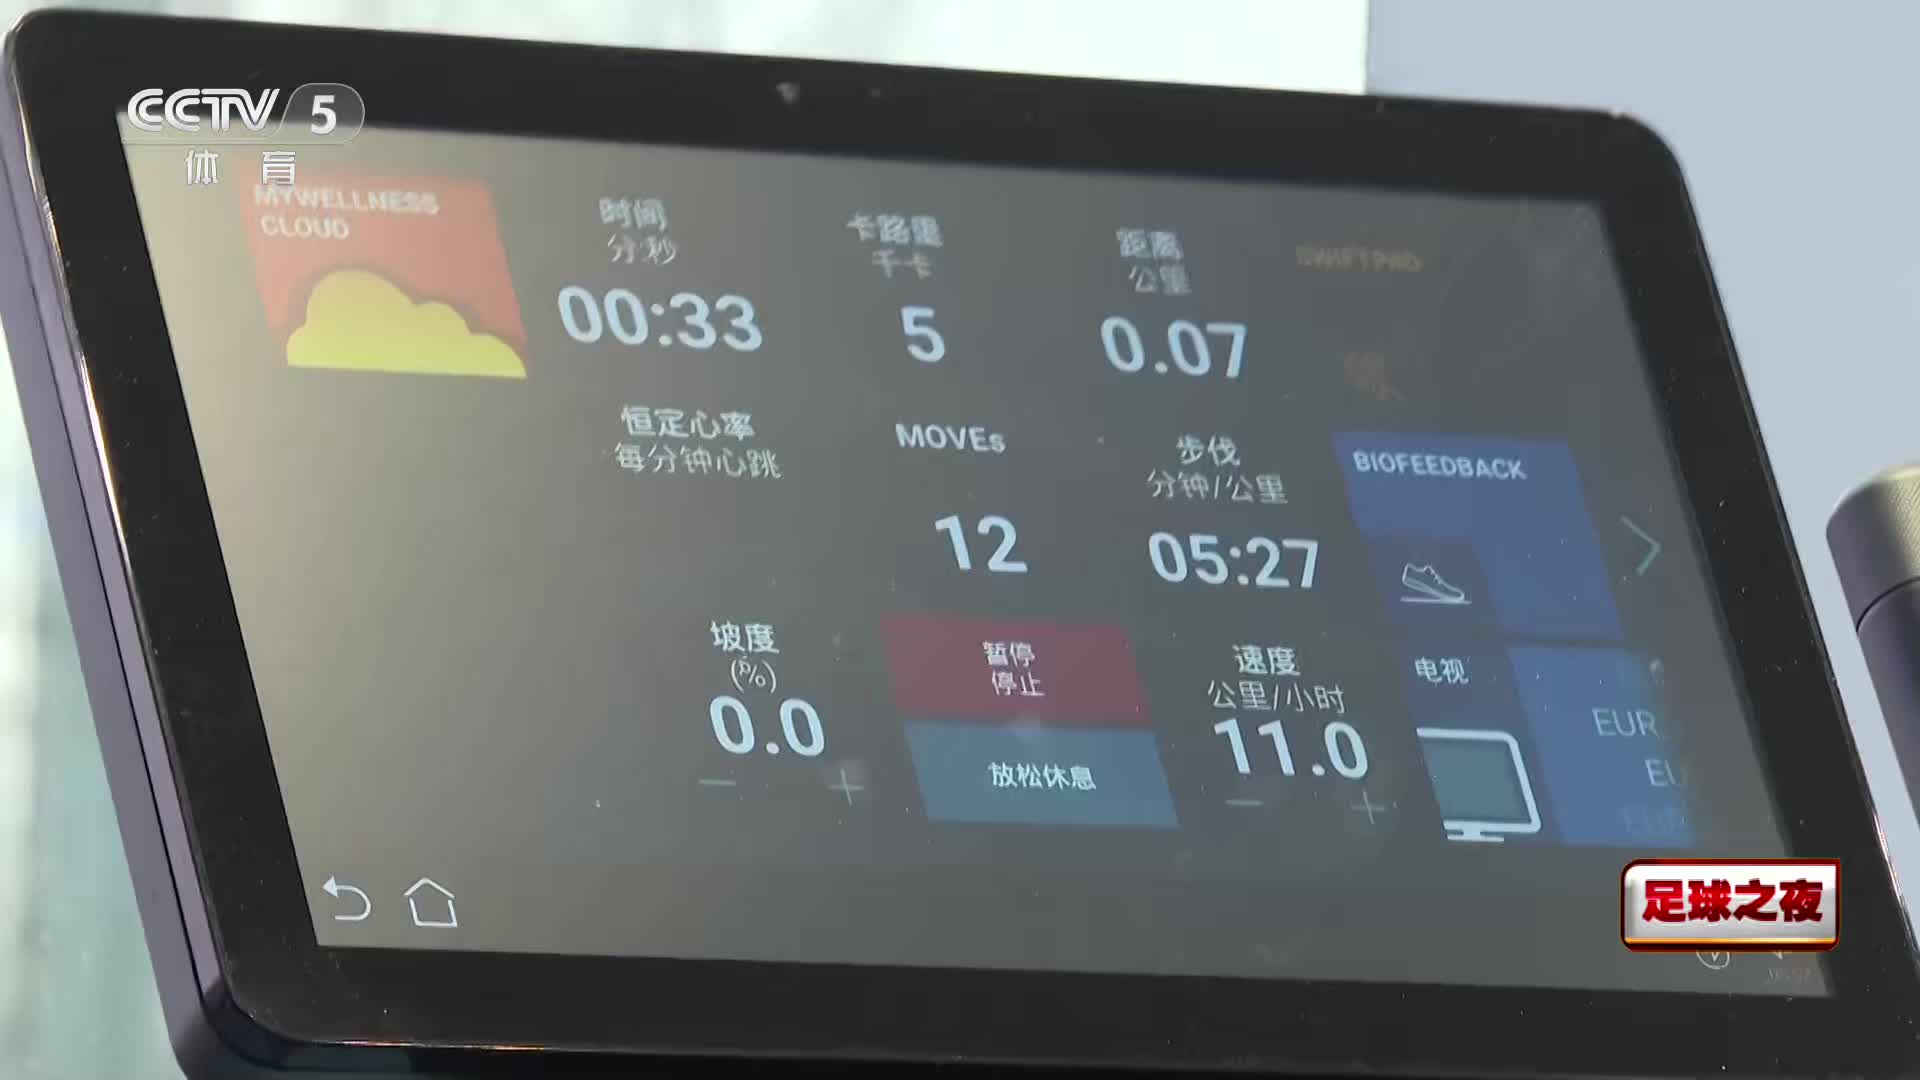 CCTV 5
体育
MYWELLNESS
CLOUD
时间
分:秒
00:33
卡路里
千卡
5
距离
公里
0.07
恒定心率
每分钟心跳
MOVEs
12
步伐
分钟/公里
05:27
BIOFEEDBACK
坡度
(%)
0.0
− +
暂停
停止
放松休息
速度
公里/小时
11.0
− +
电视
EUR
EU
EUR
足球之夜